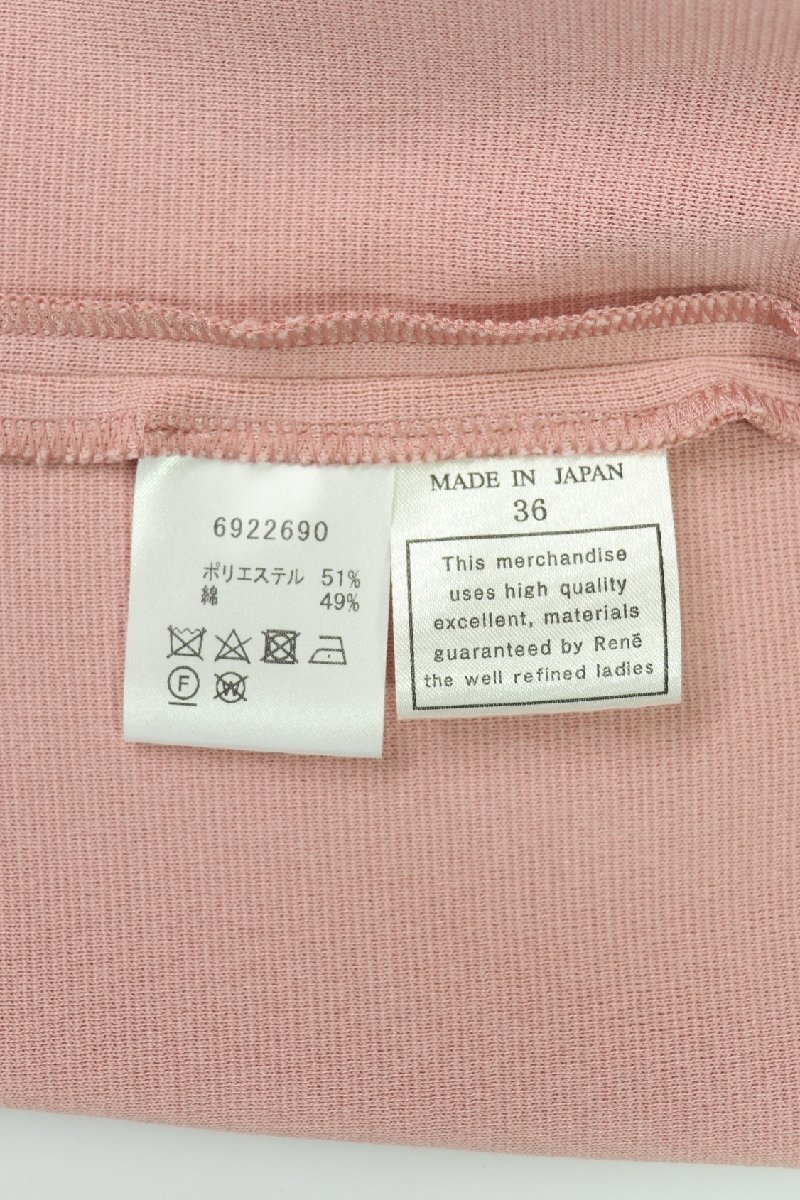 6922690
ポリエステル 51%
綿 49%
F
W
MADE IN JAPAN
36
This merchandise
uses high quality
excellent, materials
guaranteed by Renē
the well refined ladies